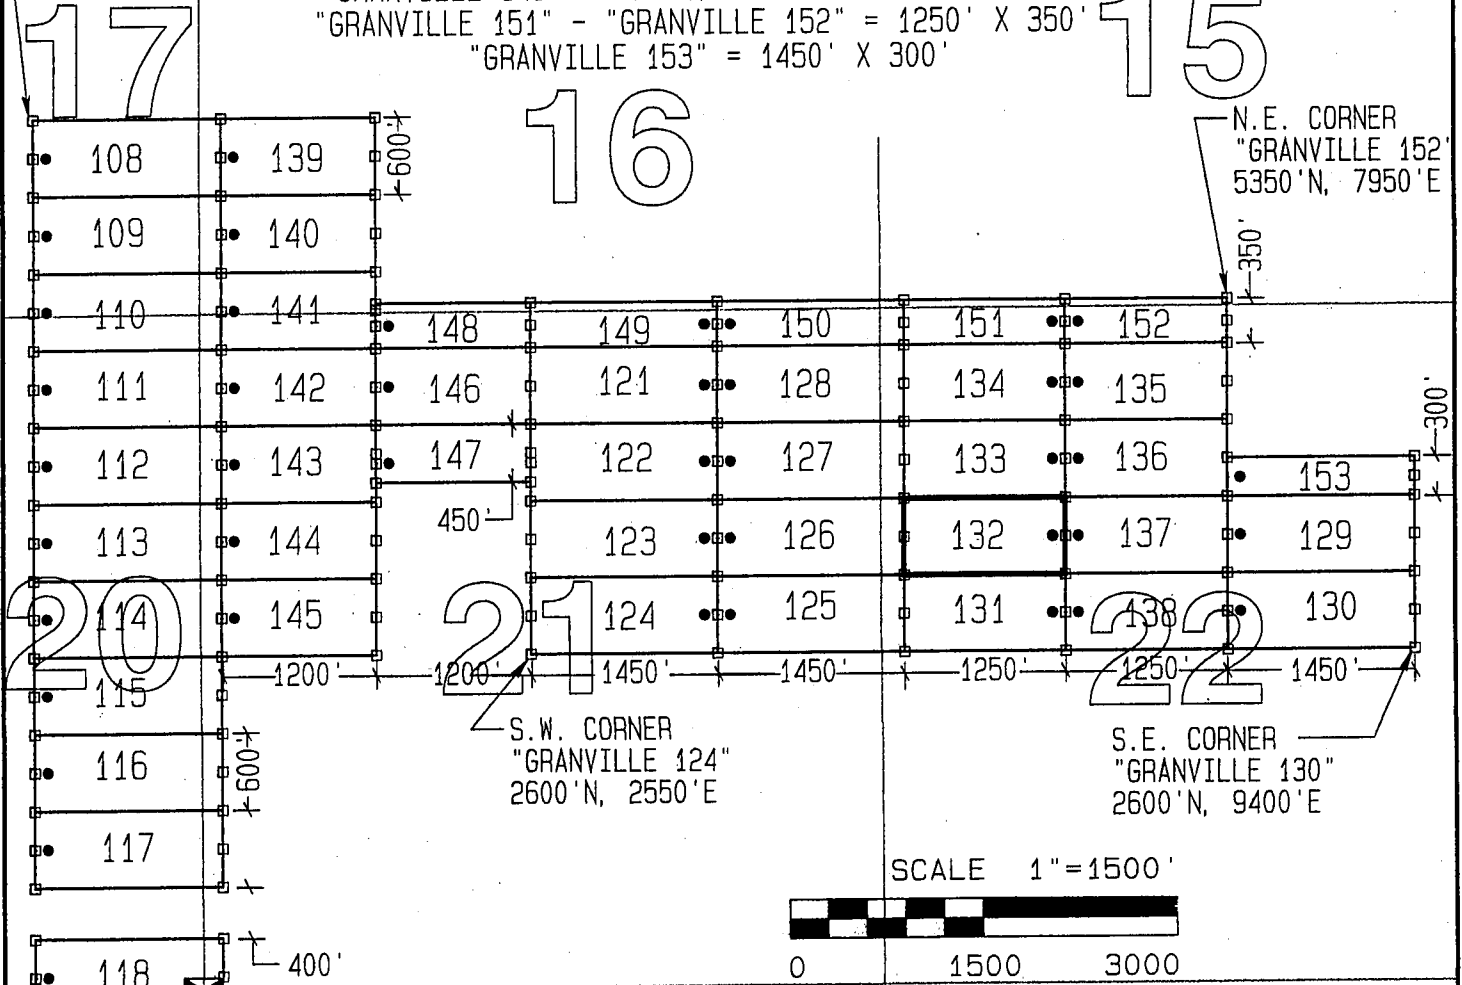 "GRANVILLE 151" - "GRANVILLE 152" = 1250' X 350'
"GRANVILLE 153" = 1450' X 300'
17
16
15
N.E. CORNER
"GRANVILLE 152'
5350'N, 7950'E
108 139 600'
109 140
350'
110 141 148 149 150 151 152
111 142 146 121 128 134 135
300'
112 143 147 122 127 133 136 153
450'
113 144 123 126 132 137 129
20 21 22
114 145 124 125 131 138 130
1200' 1200' 1450' 1450' 1250' 1250' 1450'
115
S.W. CORNER
"GRANVILLE 124"
2600'N, 2550'E
S.E. CORNER
"GRANVILLE 130"
2600'N, 9400'E
116 600'
117
SCALE 1"=1500'
0 1500 3000
118 400'